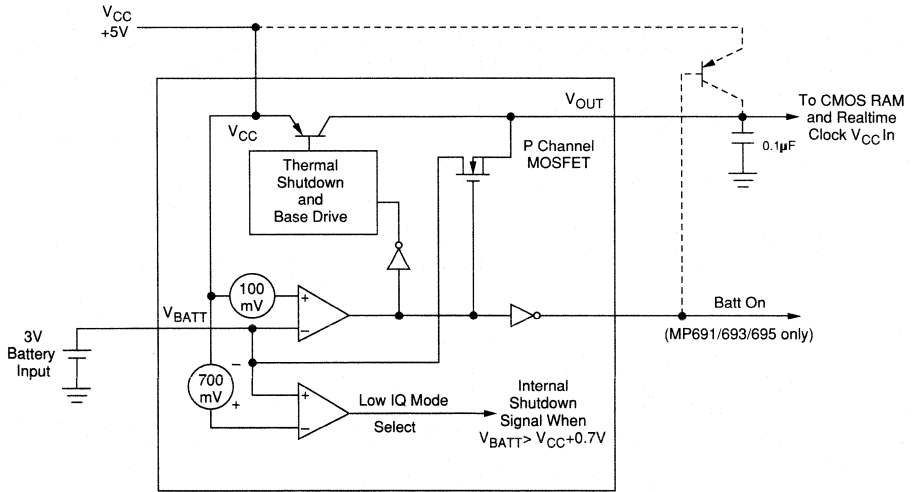 VCC
+5V
VOUT
To CMOS RAM
and Realtime
Clock VCC In
VCC
P Channel
MOSFET
0.1µF
Thermal
Shutdown
and
Base Drive
100
mV
+
−
VBATT
Batt On
(MP691/693/695 only)
3V
Battery
Input
−
700
mV
+
+
−
Low IQ Mode
Select
Internal
Shutdown
Signal When
VBATT> VCC+0.7V